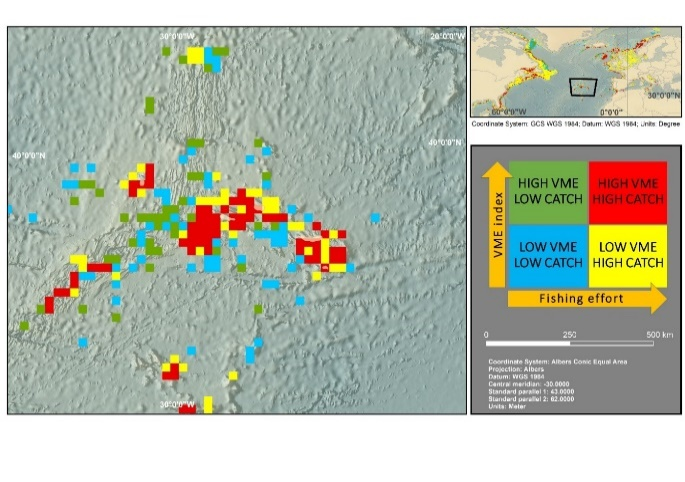 30°0'0"W
20°0'0"W
40°0'0"N
40°0'0"N
30°0'0"W
60°0'0"W
0°0'0"
30°0'0"N
Coordinate System: GCS WGS 1984; Datum: WGS 1984; Units: Degree
VME index
HIGH VME
LOW CATCH
HIGH VME
HIGH CATCH
LOW VME
LOW CATCH
LOW VME
HIGH CATCH
Fishing effort
0 250 500 km
Coordinate System: Albers Conic Equal Area
Projection: Albers
Datum: WGS 1984
Central meridian: -30.0000
Standard parallel 1: 43.0000
Standard parallel 2: 62.0000
Units: Meter